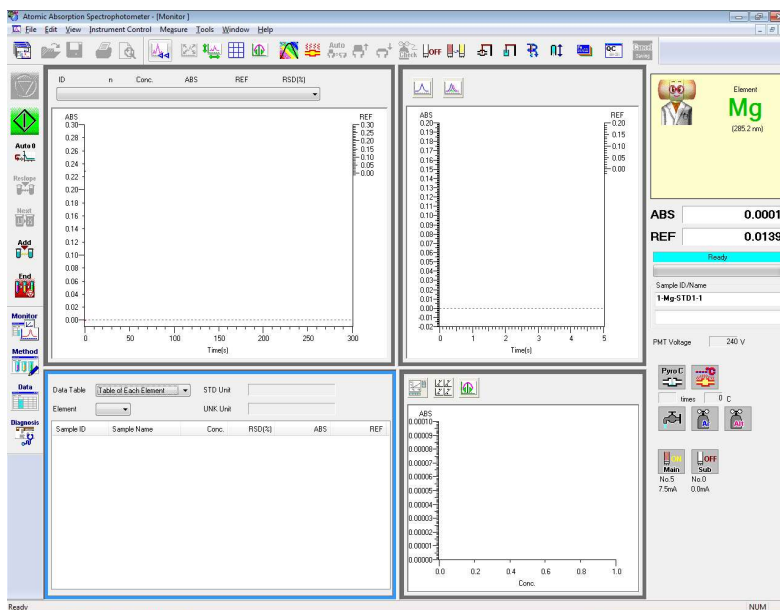 Atomic Absorption Spectrophotometer - [Monitor ]
File Edit View Instrument Control Measure Tools Window Help
Auto
Check
OFF
QC
Auto 0
Reslope
Next
Add
End
Monitor
Method
Data
Diagnosis
ID n Conc. ABS REF RSD(%)
ABS REF
0.30 0.30
0.28 0.25
0.26 0.20
0.24 0.15
0.22 0.10
0.20 0.05
0.18 0.00
0.16
0.14
0.12
0.10
0.08
0.06
0.04
0.02
0.00
0 50 100 150 200 250 300
Time(s)
ABS REF
0.20 0.20
0.19 0.15
0.18 0.10
0.17 0.05
0.16 0.00
0.15
0.14
0.13
0.12
0.11
0.10
0.09
0.08
0.07
0.06
0.05
0.04
0.03
0.02
0.01
0.00
-0.01
-0.02
0 1 2 3 4 5
Time(s)
Data Table Table of Each Element STD Unit
Element UNK Unit
Sample ID Sample Name Conc. RSD(%) ABS REF
ABS
0.00010
0.00009
0.00008
0.00007
0.00006
0.00005
0.00004
0.00003
0.00002
0.00001
0.00000
0.0 0.2 0.4 0.6 0.8 1.0
Conc.
Element
Mg
(285.2 nm)
ABS 0.0001
REF 0.0139
Ready
Sample ID/Name
1-Mg-STD1-1
PMT Voltage 240 V
Pyro C ----°C
times 0 C
ON OFF
Main Sub
No.5 No.0
7.5mA 0.0mA
Ready NUM